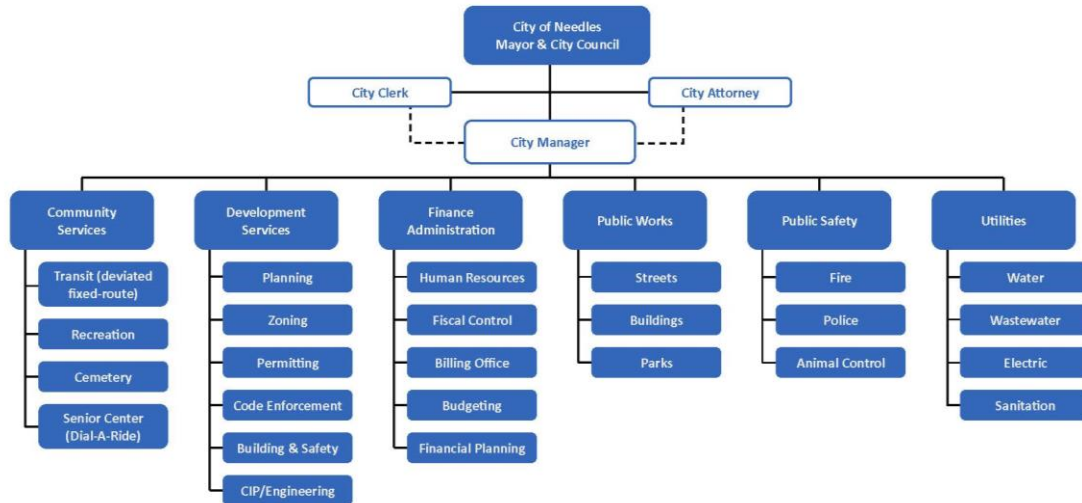 City of Needles
Mayor & City Council
City Clerk
City Attorney
City Manager
Community
Services
Transit (deviated
fixed-route)
Recreation
Cemetery
Senior Center
(Dial-A-Ride)
Development
Services
Planning
Zoning
Permitting
Code Enforcement
Building & Safety
CIP/Engineering
Finance
Administration
Human Resources
Fiscal Control
Billing Office
Budgeting
Financial Planning
Public Works
Streets
Buildings
Parks
Public Safety
Fire
Police
Animal Control
Utilities
Water
Wastewater
Electric
Sanitation